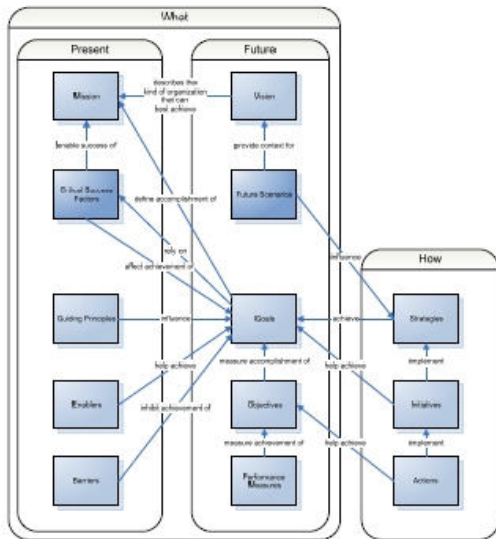 What
Present
Future
Mission
describes the
kind of organization
that can
best achieve
Vision
enable success of
provide context for
Critical Success
Factors
define accomplishment of
Future Scenarios
rely on
affect achievement of
influence
How
Guiding Principles
influence
Goals
achieve
Strategies
measure accomplishment of
help achieve
help achieve
implement
Enablers
inhibit achievement of
Objectives
Initiatives
measure achievement of
help achieve
implement
Barriers
Performance
Measures
Actions